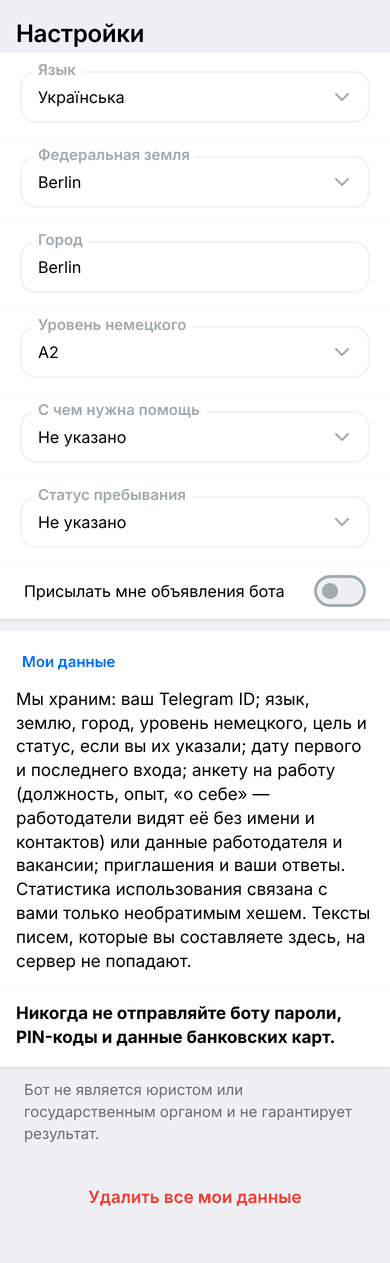 Настройки
Язык
Українська
Федеральная земля
Berlin
Город
Berlin
Уровень немецкого
A2
С чем нужна помощь
Не указано
Статус пребывания
Не указано
Присылать мне объявления бота
Мои данные
Мы храним: ваш Telegram ID; язык,
землю, город, уровень немецкого, цель и
статус, если вы их указали; дату первого
и последнего входа; анкету на работу
(должность, опыт, «о себе» —
работодатели видят её без имени и
контактов) или данные работодателя и
вакансии; приглашения и ваши ответы.
Статистика использования связана с
вами только необратимым хешем. Тексты
писем, которые вы составляете здесь, на
сервер не попадают.
Никогда не отправляйте боту пароли,
PIN-коды и данные банковских карт.
Бот не является юристом или
государственным органом и не гарантирует
результат.
Удалить все мои данные